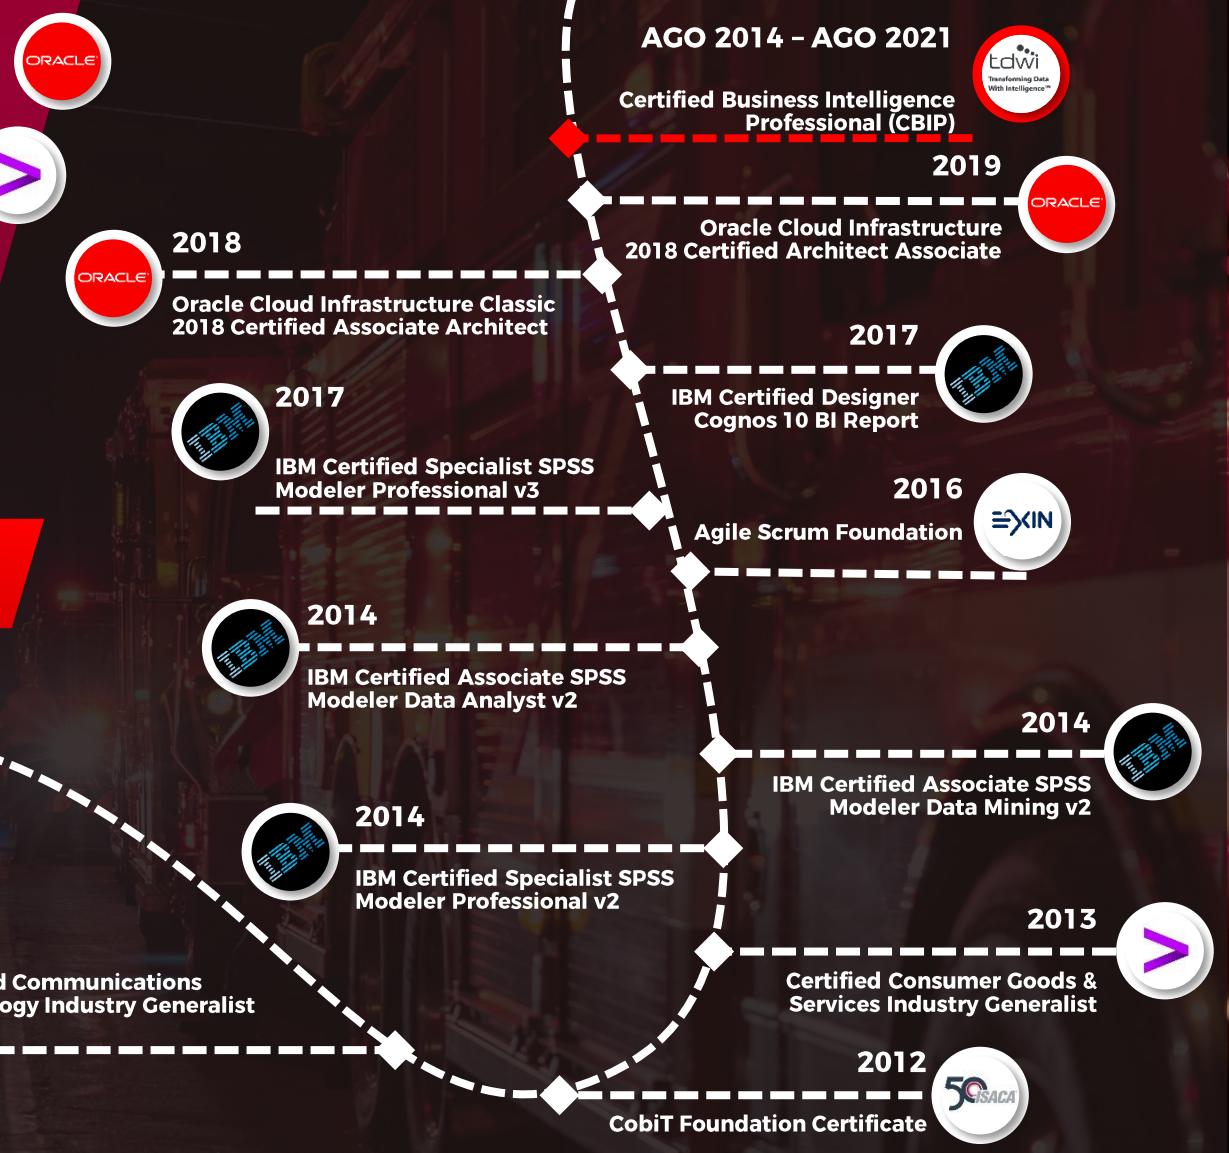 ORACLE
AGO 2014 – AGO 2021
tdwi
Transforming Data
With Intelligence™
Certified Business Intelligence
Professional (CBIP)
2019
ORACLE
Oracle Cloud Infrastructure
2018 Certified Architect Associate
2018
ORACLE
Oracle Cloud Infrastructure Classic
2018 Certified Associate Architect
2017
IBM
IBM Certified Designer
Cognos 10 BI Report
2017
IBM
IBM Certified Specialist SPSS
Modeler Professional v3
2016
EXIN
Agile Scrum Foundation
2014
IBM
IBM Certified Associate SPSS
Modeler Data Analyst v2
2014
IBM
IBM Certified Associate SPSS
Modeler Data Mining v2
2014
IBM
IBM Certified Specialist SPSS
Modeler Professional v2
2013
Certified Consumer Goods &
Services Industry Generalist
d Communications
ogy Industry Generalist
2012
50 ISACA
CobiT Foundation Certificate